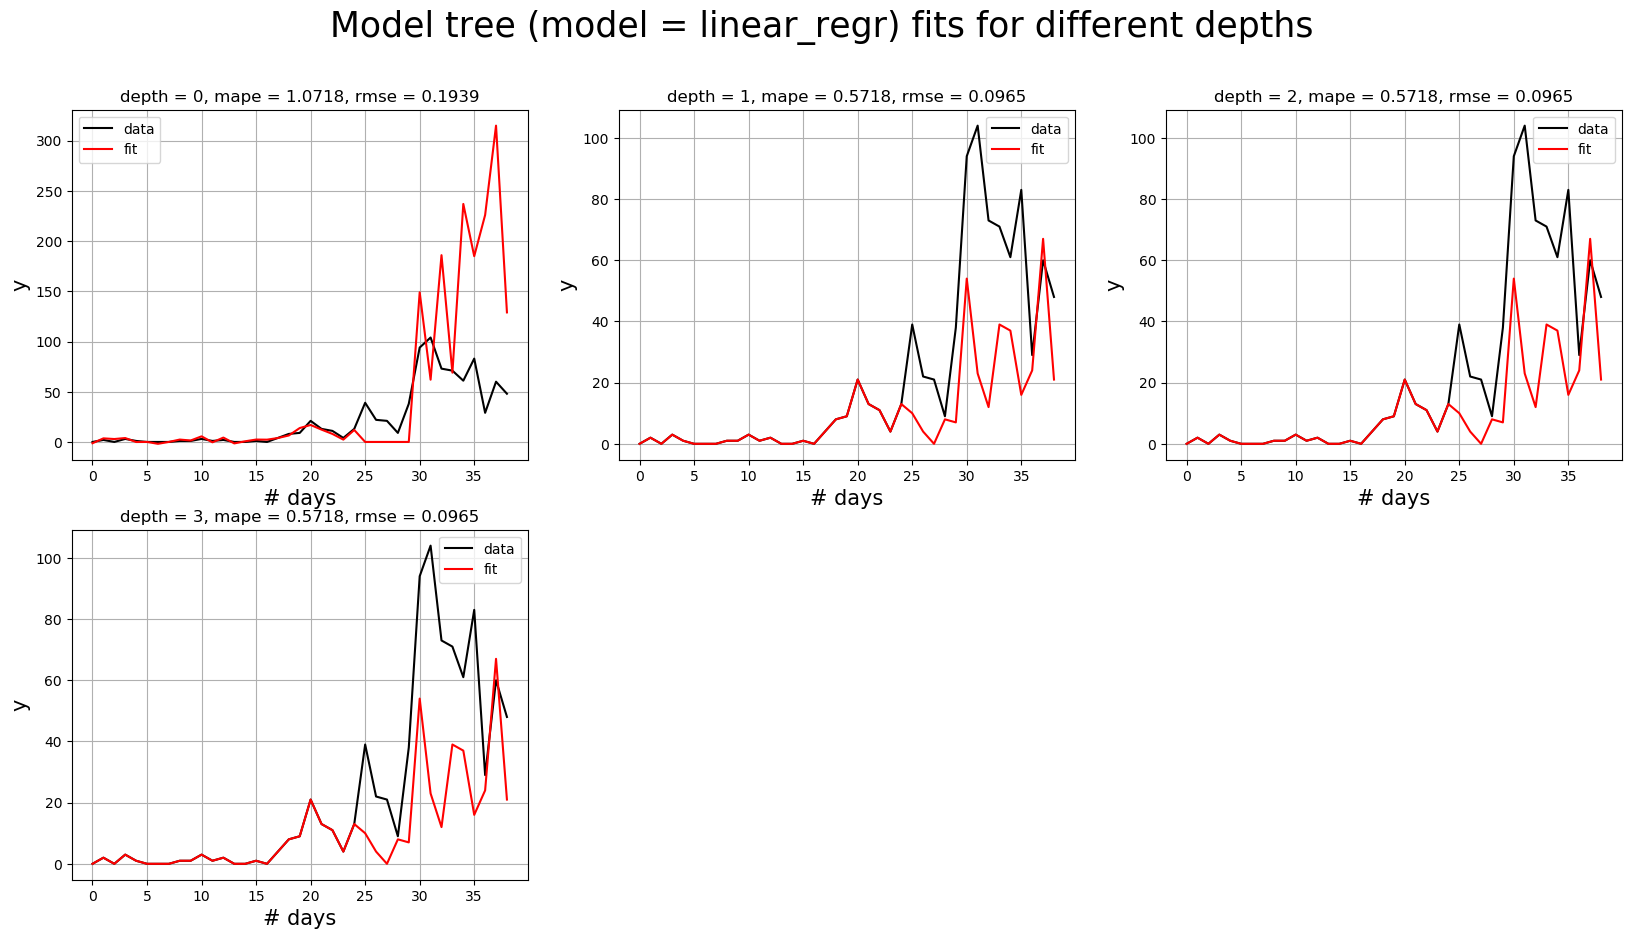 Model tree (model = linear_regr) fits for different depths
depth = 0, mape = 1.0718, rmse = 0.1939
data
fit
y
300
250
200
150
100
50
0
0 5 10 15 20 25 30 35
# days
depth = 1, mape = 0.5718, rmse = 0.0965
data
fit
y
100
80
60
40
20
0
0 5 10 15 20 25 30 35
# days
depth = 2, mape = 0.5718, rmse = 0.0965
data
fit
y
100
80
60
40
20
0
0 5 10 15 20 25 30 35
# days
depth = 3, mape = 0.5718, rmse = 0.0965
data
fit
y
100
80
60
40
20
0
0 5 10 15 20 25 30 35
# days